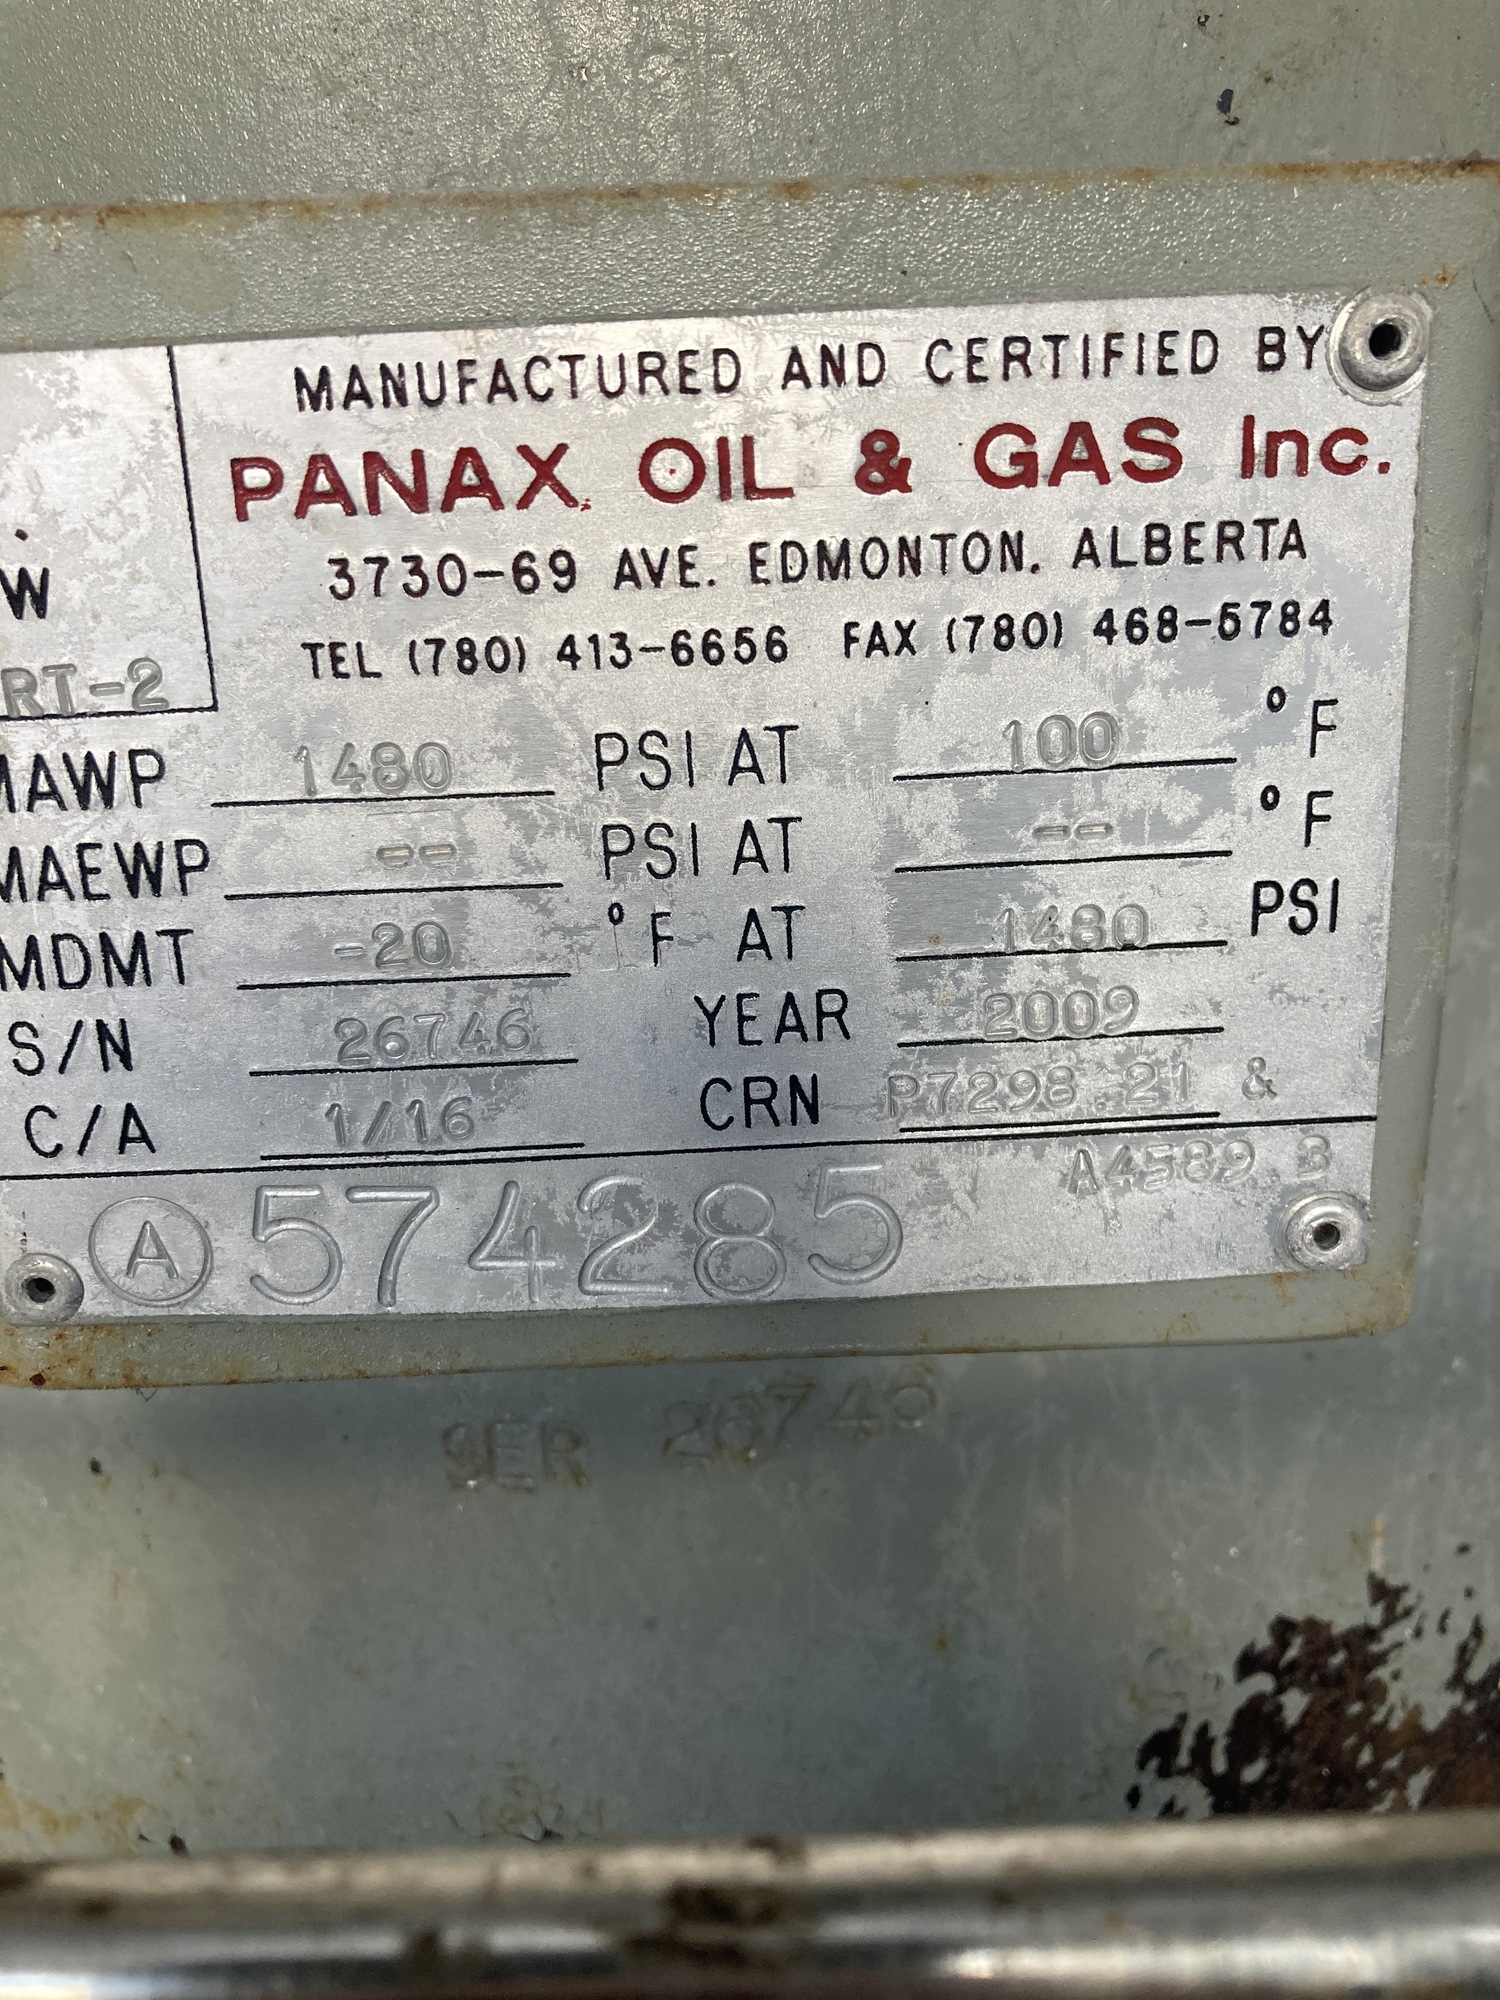 MANUFACTURED AND CERTIFIED BY
PANAX OIL & GAS Inc.
3730-69 AVE. EDMONTON. ALBERTA
W
TEL (780) 413-6656 FAX (780) 468-5784
RT-2
MAWP 1480 PSI AT 100 °F
MAEWP -- PSI AT -- °F
MDMT -20 °F AT 1480 PSI
S/N 26746 YEAR 2009
C/A 1/16 CRN P7298.21 &
A4589 3
A 574285
SER 26746